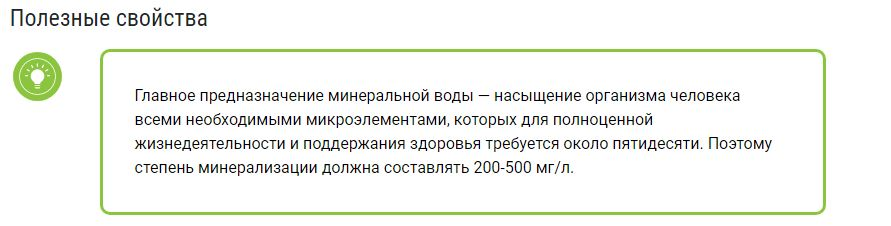 Полезные свойства
Главное предназначение минеральной воды — насыщение организма человека
всеми необходимыми микроэлементами, которых для полноценной
жизнедеятельности и поддержания здоровья требуется около пятидесяти. Поэтому
степень минерализации должна составлять 200-500 мг/л.